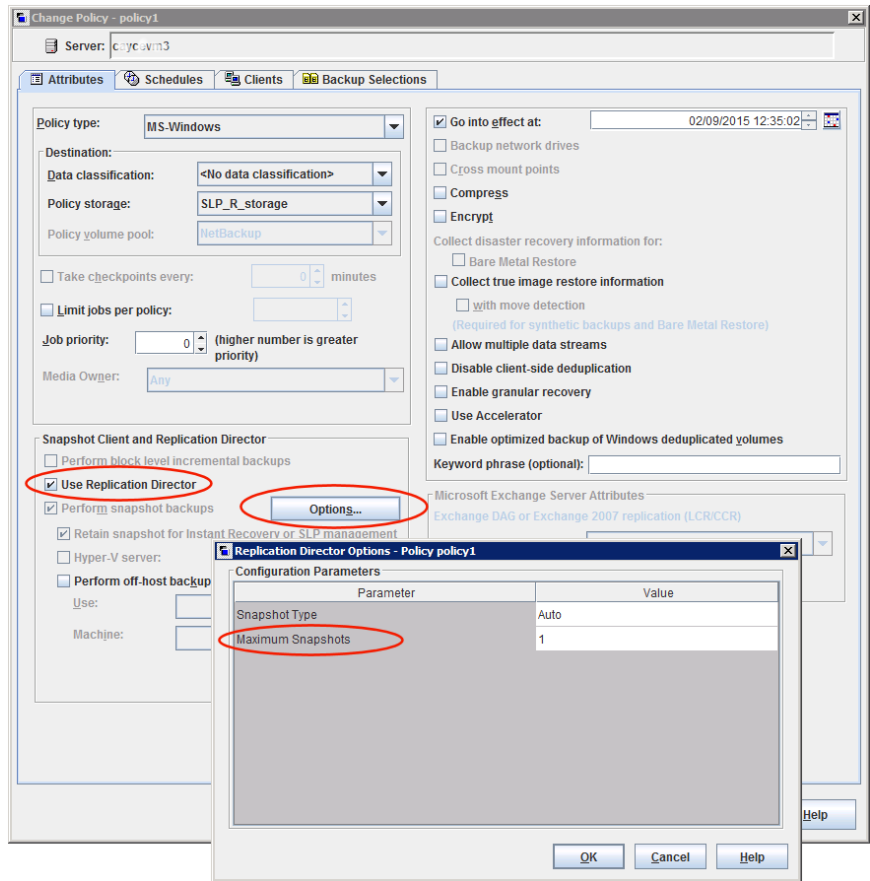 Change Policy - policy1
Server:
Attributes Schedules Clients Backup Selections
Policy type: MS-Windows
Destination:
Data classification: <No data classification>
Policy storage: SLP_R_storage
Policy volume pool: NetBackup
Take checkpoints every: 0 minutes
Limit jobs per policy:
Job priority: 0 (higher number is greater
priority)
Media Owner: Any
Snapshot Client and Replication Director
Perform block level incremental backups
Use Replication Director
Perform snapshot backups Options...
Retain snapshot for Instant Recovery or SLP management
Hyper-V server:
Perform off-host backup
Use:
Machine:
Go into effect at: 02/09/2015 12:35:02
Backup network drives
Cross mount points
Compress
Encrypt
Collect disaster recovery information for:
Bare Metal Restore
Collect true image restore information
with move detection
(Required for synthetic backups and Bare Metal Restore)
Allow multiple data streams
Disable client-side deduplication
Enable granular recovery
Use Accelerator
Enable optimized backup of Windows deduplicated volumes
Keyword phrase (optional):
Microsoft Exchange Server Attributes
Exchange DAG or Exchange 2007 replication (LCR/CCR)
Help
Replication Director Options - Policy policy1
Configuration Parameters
Parameter Value
Snapshot Type Auto
Maximum Snapshots 1
OK Cancel Help